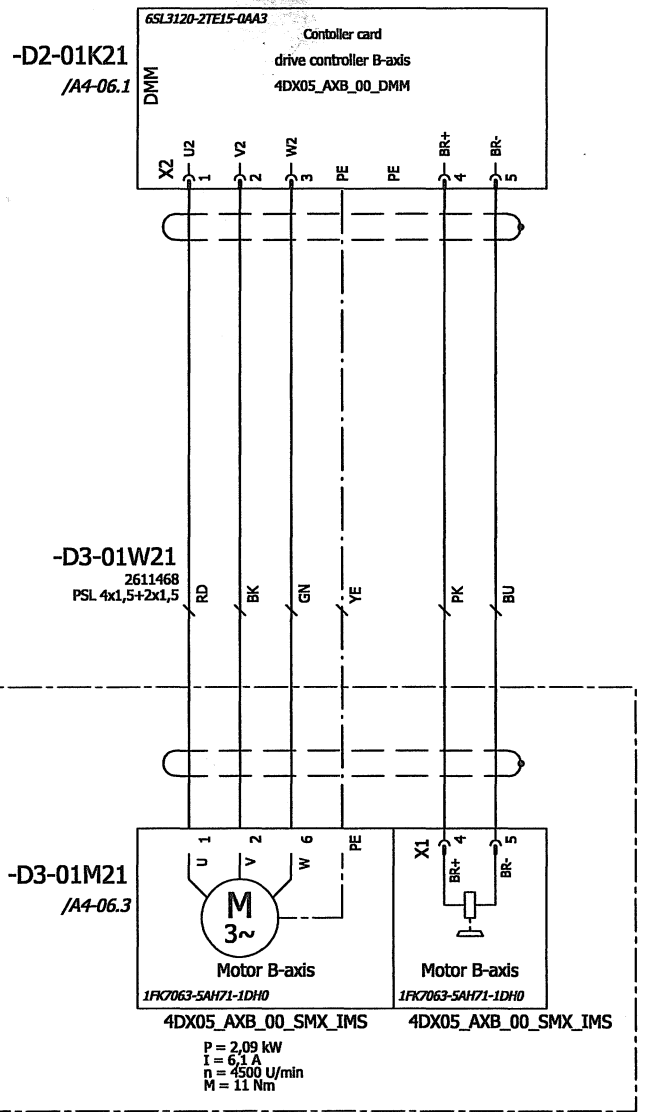 6SL3120-2TE15-0AA3
Contoller card
-D2-01K21
drive controller B-axis
/A4-06.1
DMM
4DX05_AXB_00_DMM
X2
U2
V2
W2
PE
PE
BR+
BR-
1
2
3
4
5
-D3-01W21
2611468
PSL 4x1,5+2x1,5
RD
BK
GN
YE
PK
BU
1
2
6
PE
X1
4
5
U
V
W
BR+
BR-
-D3-01M21
/A4-06.3
M
3~
Motor B-axis
Motor B-axis
1FK7063-5AH71-1DH0
1FK7063-5AH71-1DH0
4DX05_AXB_00_SMX_IMS
4DX05_AXB_00_SMX_IMS
P = 2,09 kW
I = 6,1 A
n = 4500 U/min
M = 11 Nm